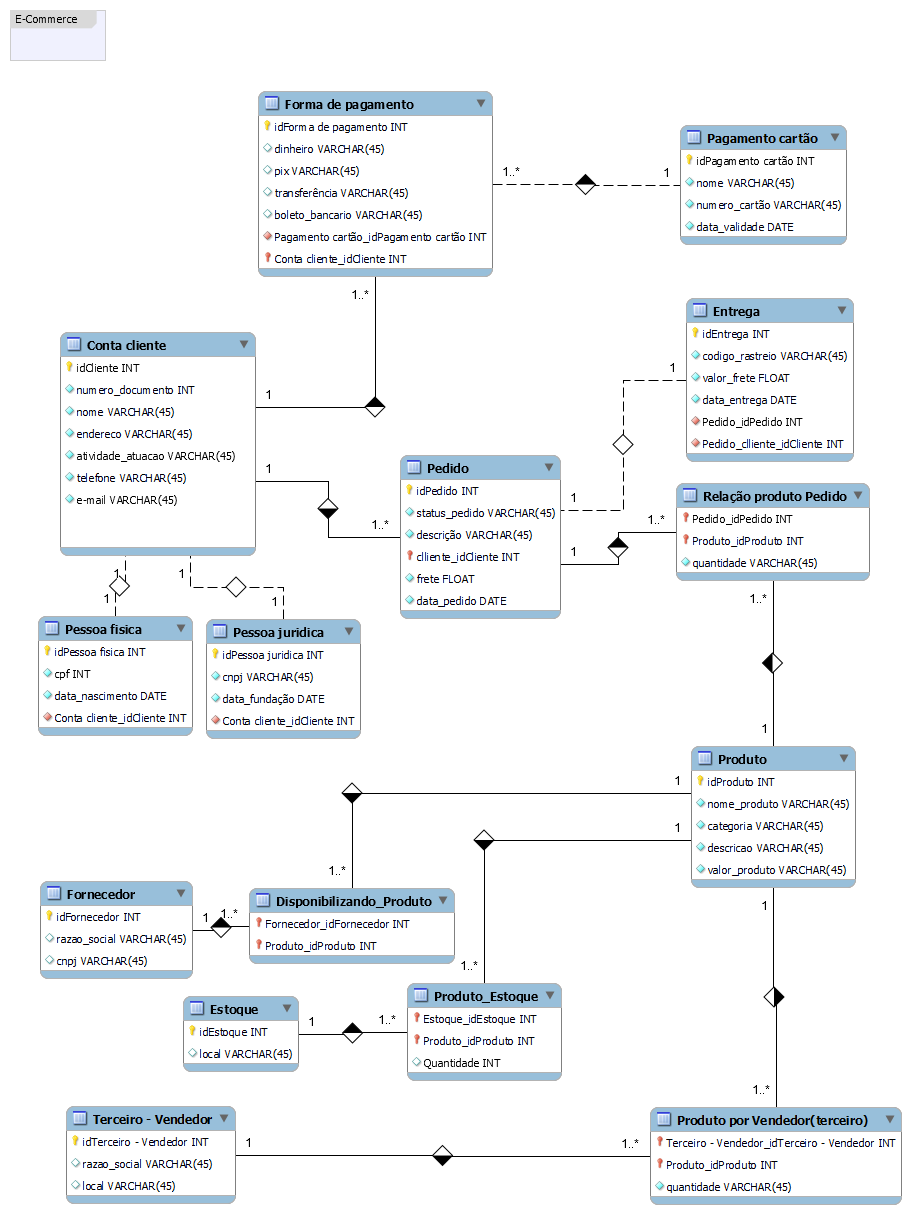 E-Commerce
Forma de pagamento
idForma de pagamento INT
dinheiro VARCHAR(45)
pix VARCHAR(45)
transferência VARCHAR(45)
boleto_bancario VARCHAR(45)
Pagamento cartão_idPagamento cartão INT
Conta cliente_idCliente INT
1..*
1
Pagamento cartão
idPagamento cartão INT
nome VARCHAR(45)
numero_cartão VARCHAR(45)
data_validade DATE
1..*
1
Conta cliente
idCliente INT
numero_documento INT
nome VARCHAR(45)
endereco VARCHAR(45)
atividade_atuacao VARCHAR(45)
telefone VARCHAR(45)
e-mail VARCHAR(45)
1
1..*
Entrega
idEntrega INT
codigo_rastreio VARCHAR(45)
valor_frete FLOAT
data_entrega DATE
Pedido_idPedido INT
Pedido_clliente_idCliente INT
1
1
Pedido
idPedido INT
status_pedido VARCHAR(45)
descrição VARCHAR(45)
clliente_idCliente INT
frete FLOAT
data_pedido DATE
1
1..*
Relação produto Pedido
Pedido_idPedido INT
Produto_idProduto INT
quantidade VARCHAR(45)
1
1
1
1
Pessoa fisica
idPessoa fisica INT
cpf INT
data_nascimento DATE
Conta cliente_idCliente INT
Pessoa juridica
idPessoa juridica INT
cnpj VARCHAR(45)
data_fundação DATE
Conta cliente_idCliente INT
1..*
1
Produto
idProduto INT
nome_produto VARCHAR(45)
categoria VARCHAR(45)
descricao VARCHAR(45)
valor_produto VARCHAR(45)
1
1
1
1..*
Fornecedor
idFornecedor INT
razao_social VARCHAR(45)
cnpj VARCHAR(45)
1
1..*
Disponibilizando_Produto
Fornecedor_idFornecedor INT
Produto_idProduto INT
1..*
Estoque
idEstoque INT
local VARCHAR(45)
1
1..*
Produto_Estoque
Estoque_idEstoque INT
Produto_idProduto INT
Quantidade INT
1..*
Terceiro - Vendedor
idTerceiro - Vendedor INT
razao_social VARCHAR(45)
local VARCHAR(45)
1
1..*
Produto por Vendedor(terceiro)
Terceiro - Vendedor_idTerceiro - Vendedor INT
Produto_idProduto INT
quantidade VARCHAR(45)